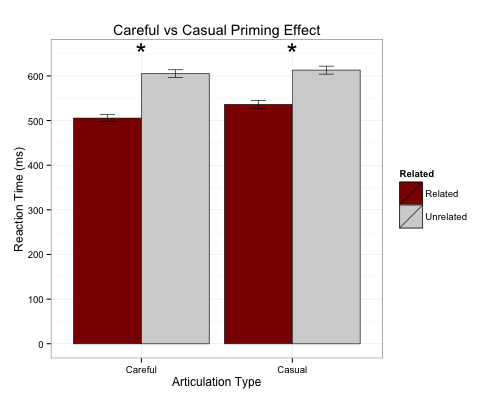 Careful vs Casual Priming Effect
* *
600
500
400
300
200
100
0
Reaction Time (ms)
Careful Casual
Articulation Type
Related
Related
Unrelated